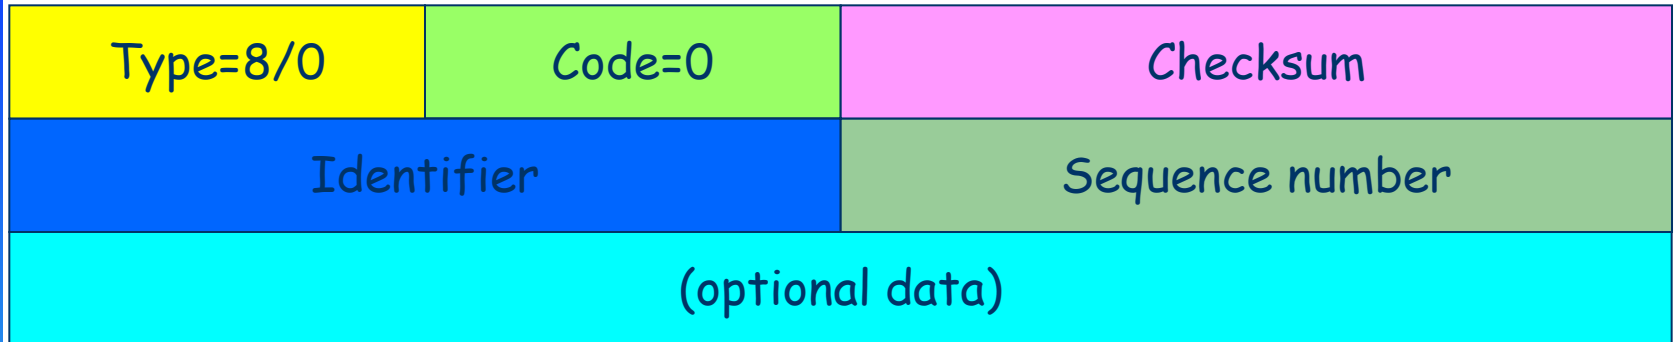 Type=8/0 Code=0 Checksum
Identifier Sequence number
(optional data)